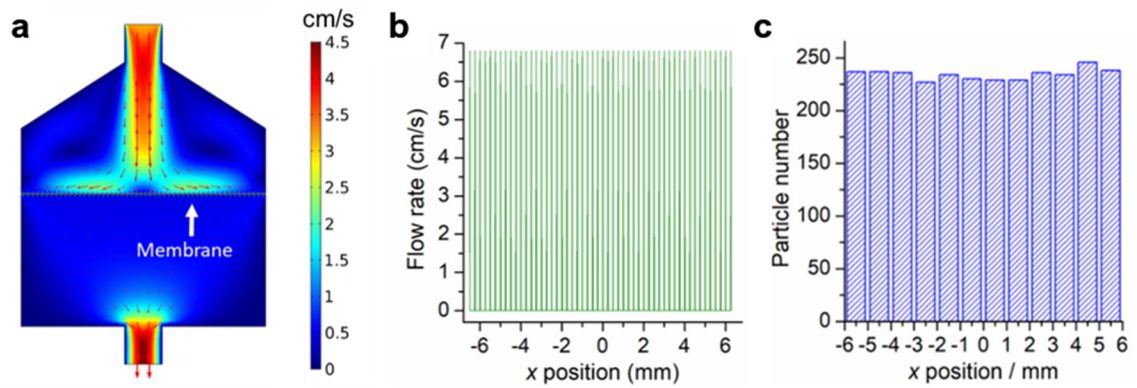 a
cm/s
4.5
4
3.5
3
2.5
2
1.5
1
0.5
0
Membrane
b
Flow rate (cm/s)
7
6
5
4
3
2
1
0
-6 -4 -2 0 2 4 6
x position (mm)
c
Particle number
250
200
150
100
50
0
-6 -5 -4 -3 -2 -1 0 1 2 3 4 5 6
x position / mm